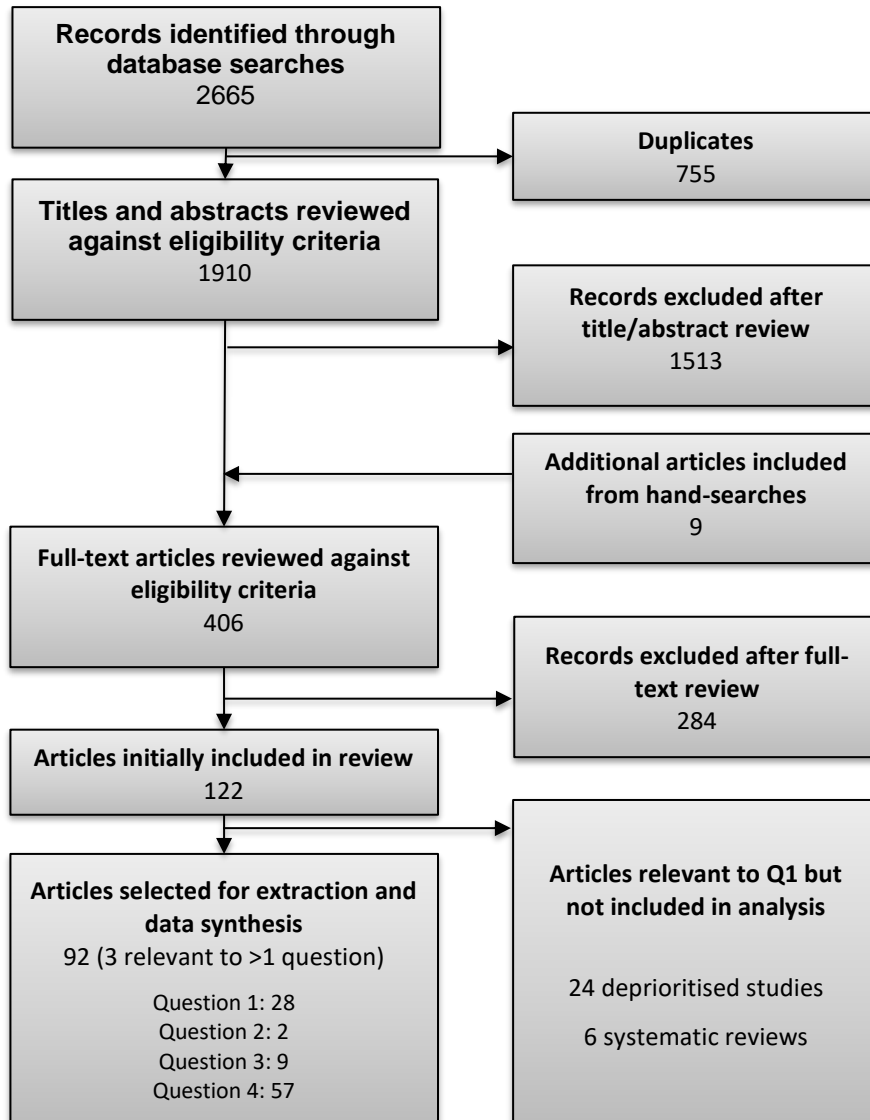 Records identified through
database searches
2665
Duplicates
755
Titles and abstracts reviewed
against eligibility criteria
1910
Records excluded after
title/abstract review
1513
Additional articles included
from hand-searches
9
Full-text articles reviewed against
eligibility criteria
406
Records excluded after full-
text review
284
Articles initially included in review
122
Articles selected for extraction and
data synthesis
92 (3 relevant to >1 question)
Question 1: 28
Question 2: 2
Question 3: 9
Question 4: 57
Articles relevant to Q1 but
not included in analysis
24 deprioritised studies
6 systematic reviews